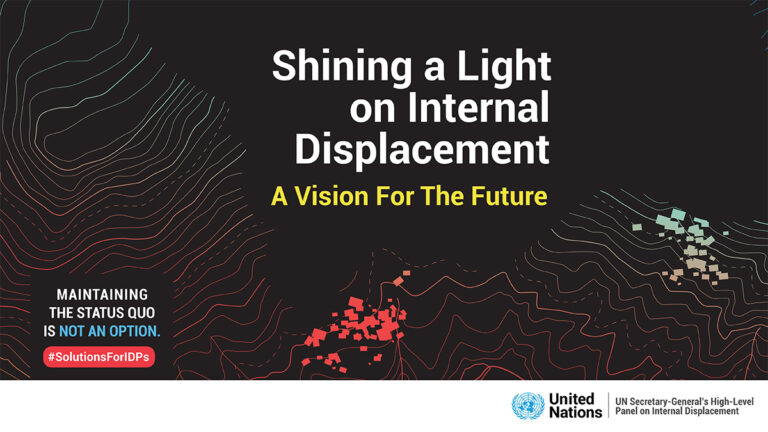 Shining a Light
on Internal
Displacement
A Vision For The Future
MAINTAINING
THE STATUS QUO
IS NOT AN OPTION.
#SolutionsForIDPs
United
Nations
UN Secretary-General's High-Level
Panel on Internal Displacement